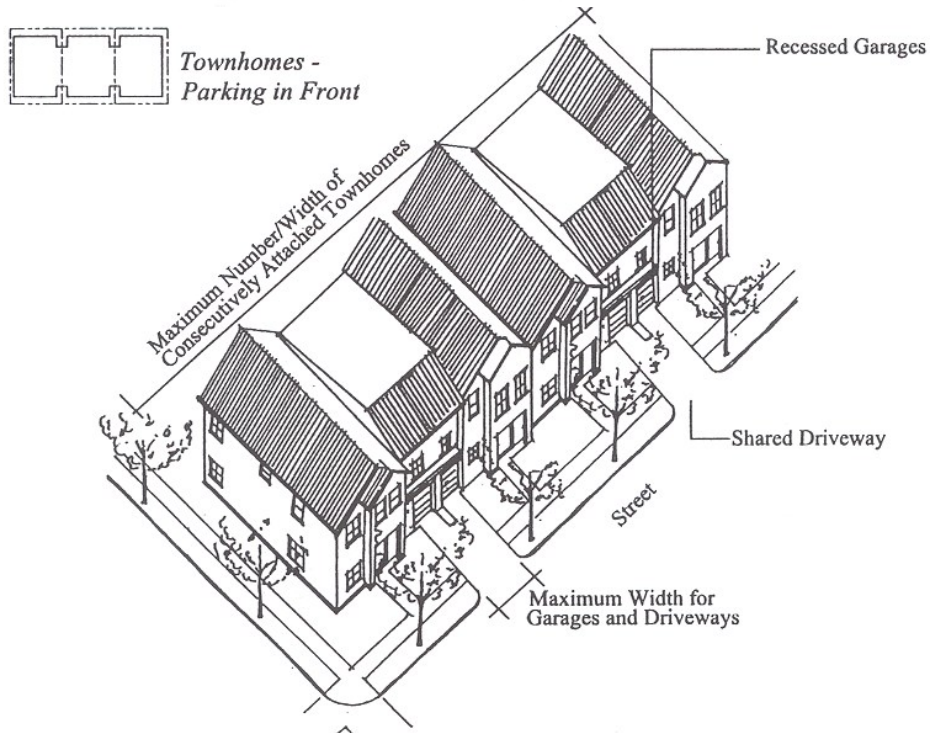 Townhomes -
Parking in Front
Recessed Garages
Maximum Number/Width of
Consecutively Attached Townhomes
Shared Driveway
Street
Maximum Width for
Garages and Driveways